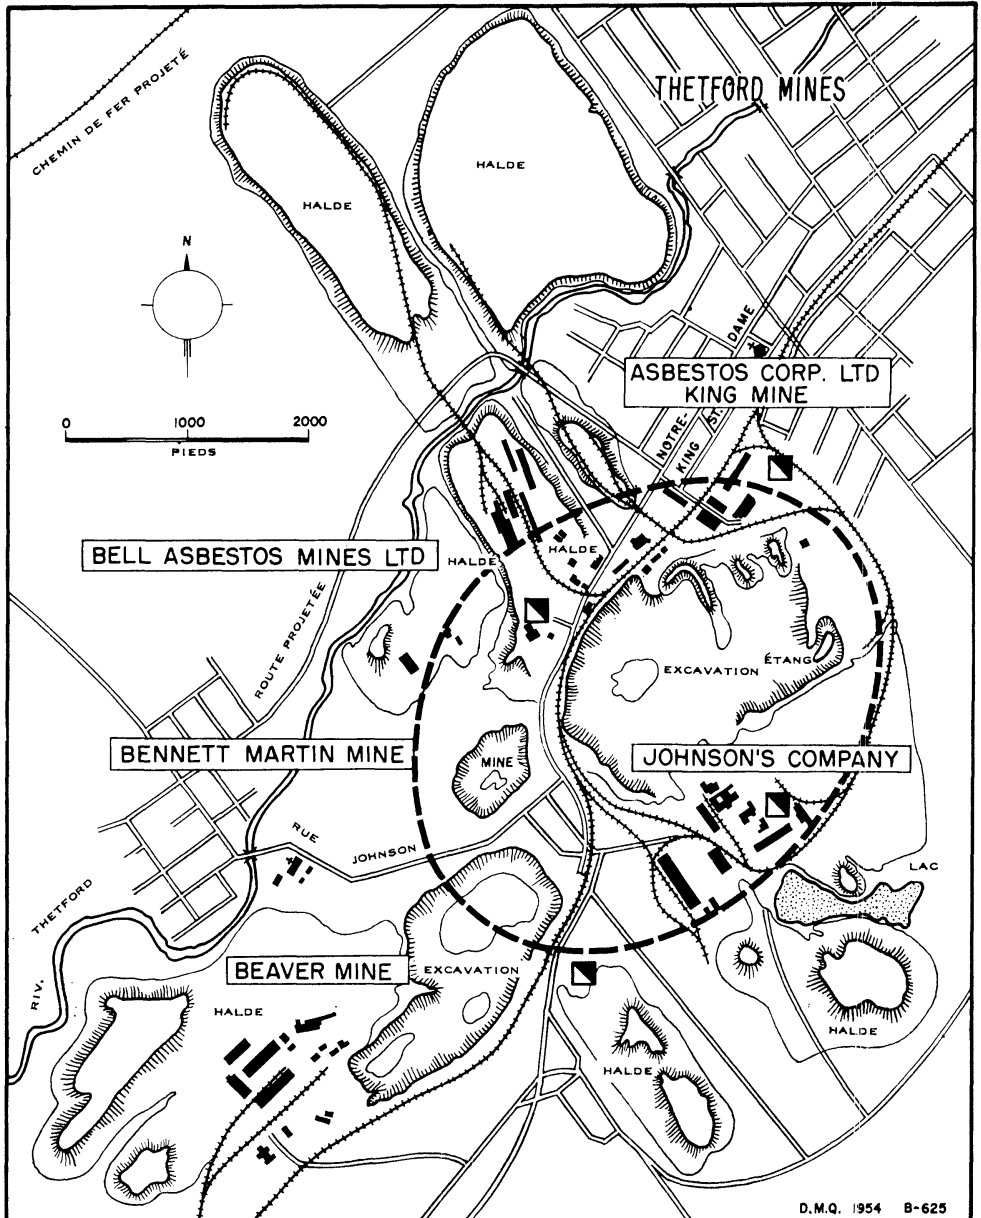 THETFORD MINES
CHEMIN DE FER PROJETÉ
HALDE
HALDE
N
DAME
ASBESTOS CORP. LTD
KING MINE
0 1000 2000
PIEDS
NOTRE-
KING ST.
BELL ASBESTOS MINES LTD
HALDE
HALDE
ROUTE PROJETÉE
EXCAVATION
ÉTANG
BENNETT MARTIN MINE
MINE
JOHNSON'S COMPANY
RUE JOHNSON
LAC
RIV. THETFORD
BEAVER MINE
EXCAVATION
HALDE
HALDE
HALDE
D.M.Q. 1954 B-625